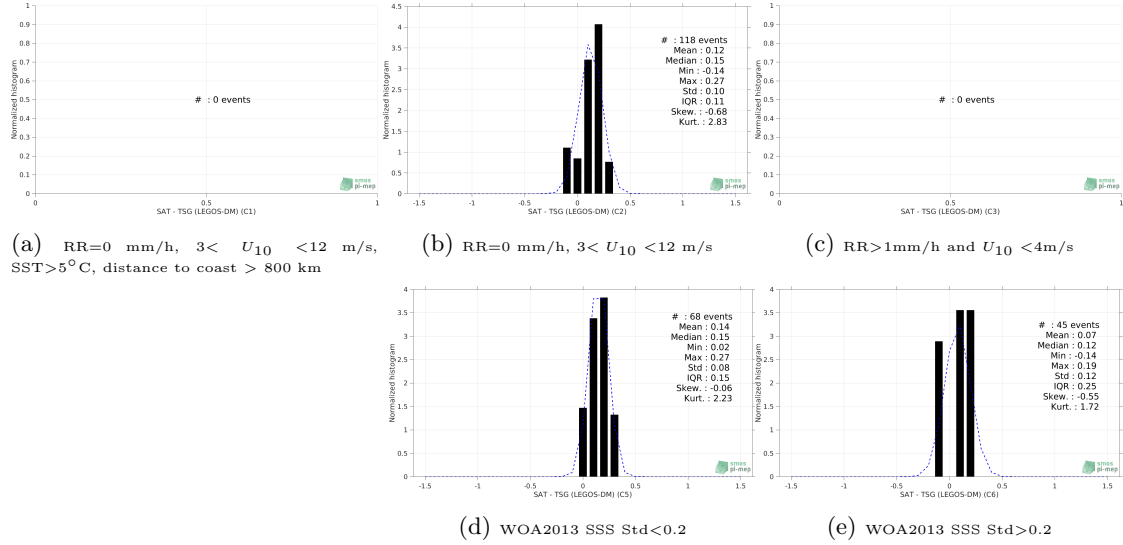 Normalized histogram
1
0.9
0.8
0.7
0.6
0.5
0.4
0.3
0.2
0.1
0
# : 0 events
smos
pi-mep
0 0.5 1
SAT - TSG (LEGOS-DM) (C1)
(a) RR=0 mm/h, 3< U10 <12 m/s,
SST>5°C, distance to coast > 800 km
Normalized histogram
4.5
4
3.5
3
2.5
2
1.5
1
0.5
0
# : 118 events
Mean : 0.12
Median : 0.15
Min : -0.14
Max : 0.27
Std : 0.10
IQR : 0.11
Skew. : -0.68
Kurt. : 2.83
smos
pi-mep
-1.5 -1 -0.5 0 0.5 1 1.5
SAT - TSG (LEGOS-DM) (C2)
(b) RR=0 mm/h, 3< U10 <12 m/s
Normalized histogram
1
0.9
0.8
0.7
0.6
0.5
0.4
0.3
0.2
0.1
0
# : 0 events
smos
pi-mep
0 0.5 1
SAT - TSG (LEGOS-DM) (C3)
(c) RR>1mm/h and U10 <4m/s
Normalized histogram
4
3.5
3
2.5
2
1.5
1
0.5
0
# : 68 events
Mean : 0.14
Median : 0.15
Min : 0.02
Max : 0.27
Std : 0.08
IQR : 0.15
Skew. : -0.06
Kurt. : 2.23
smos
pi-mep
-1.5 -1 -0.5 0 0.5 1 1.5
SAT - TSG (LEGOS-DM) (C5)
(d) WOA2013 SSS Std<0.2
Normalized histogram
4
3.5
3
2.5
2
1.5
1
0.5
0
# : 45 events
Mean : 0.07
Median : 0.12
Min : -0.14
Max : 0.19
Std : 0.12
IQR : 0.25
Skew. : -0.55
Kurt. : 1.72
smos
pi-mep
-1.5 -1 -0.5 0 0.5 1 1.5
SAT - TSG (LEGOS-DM) (C6)
(e) WOA2013 SSS Std>0.2